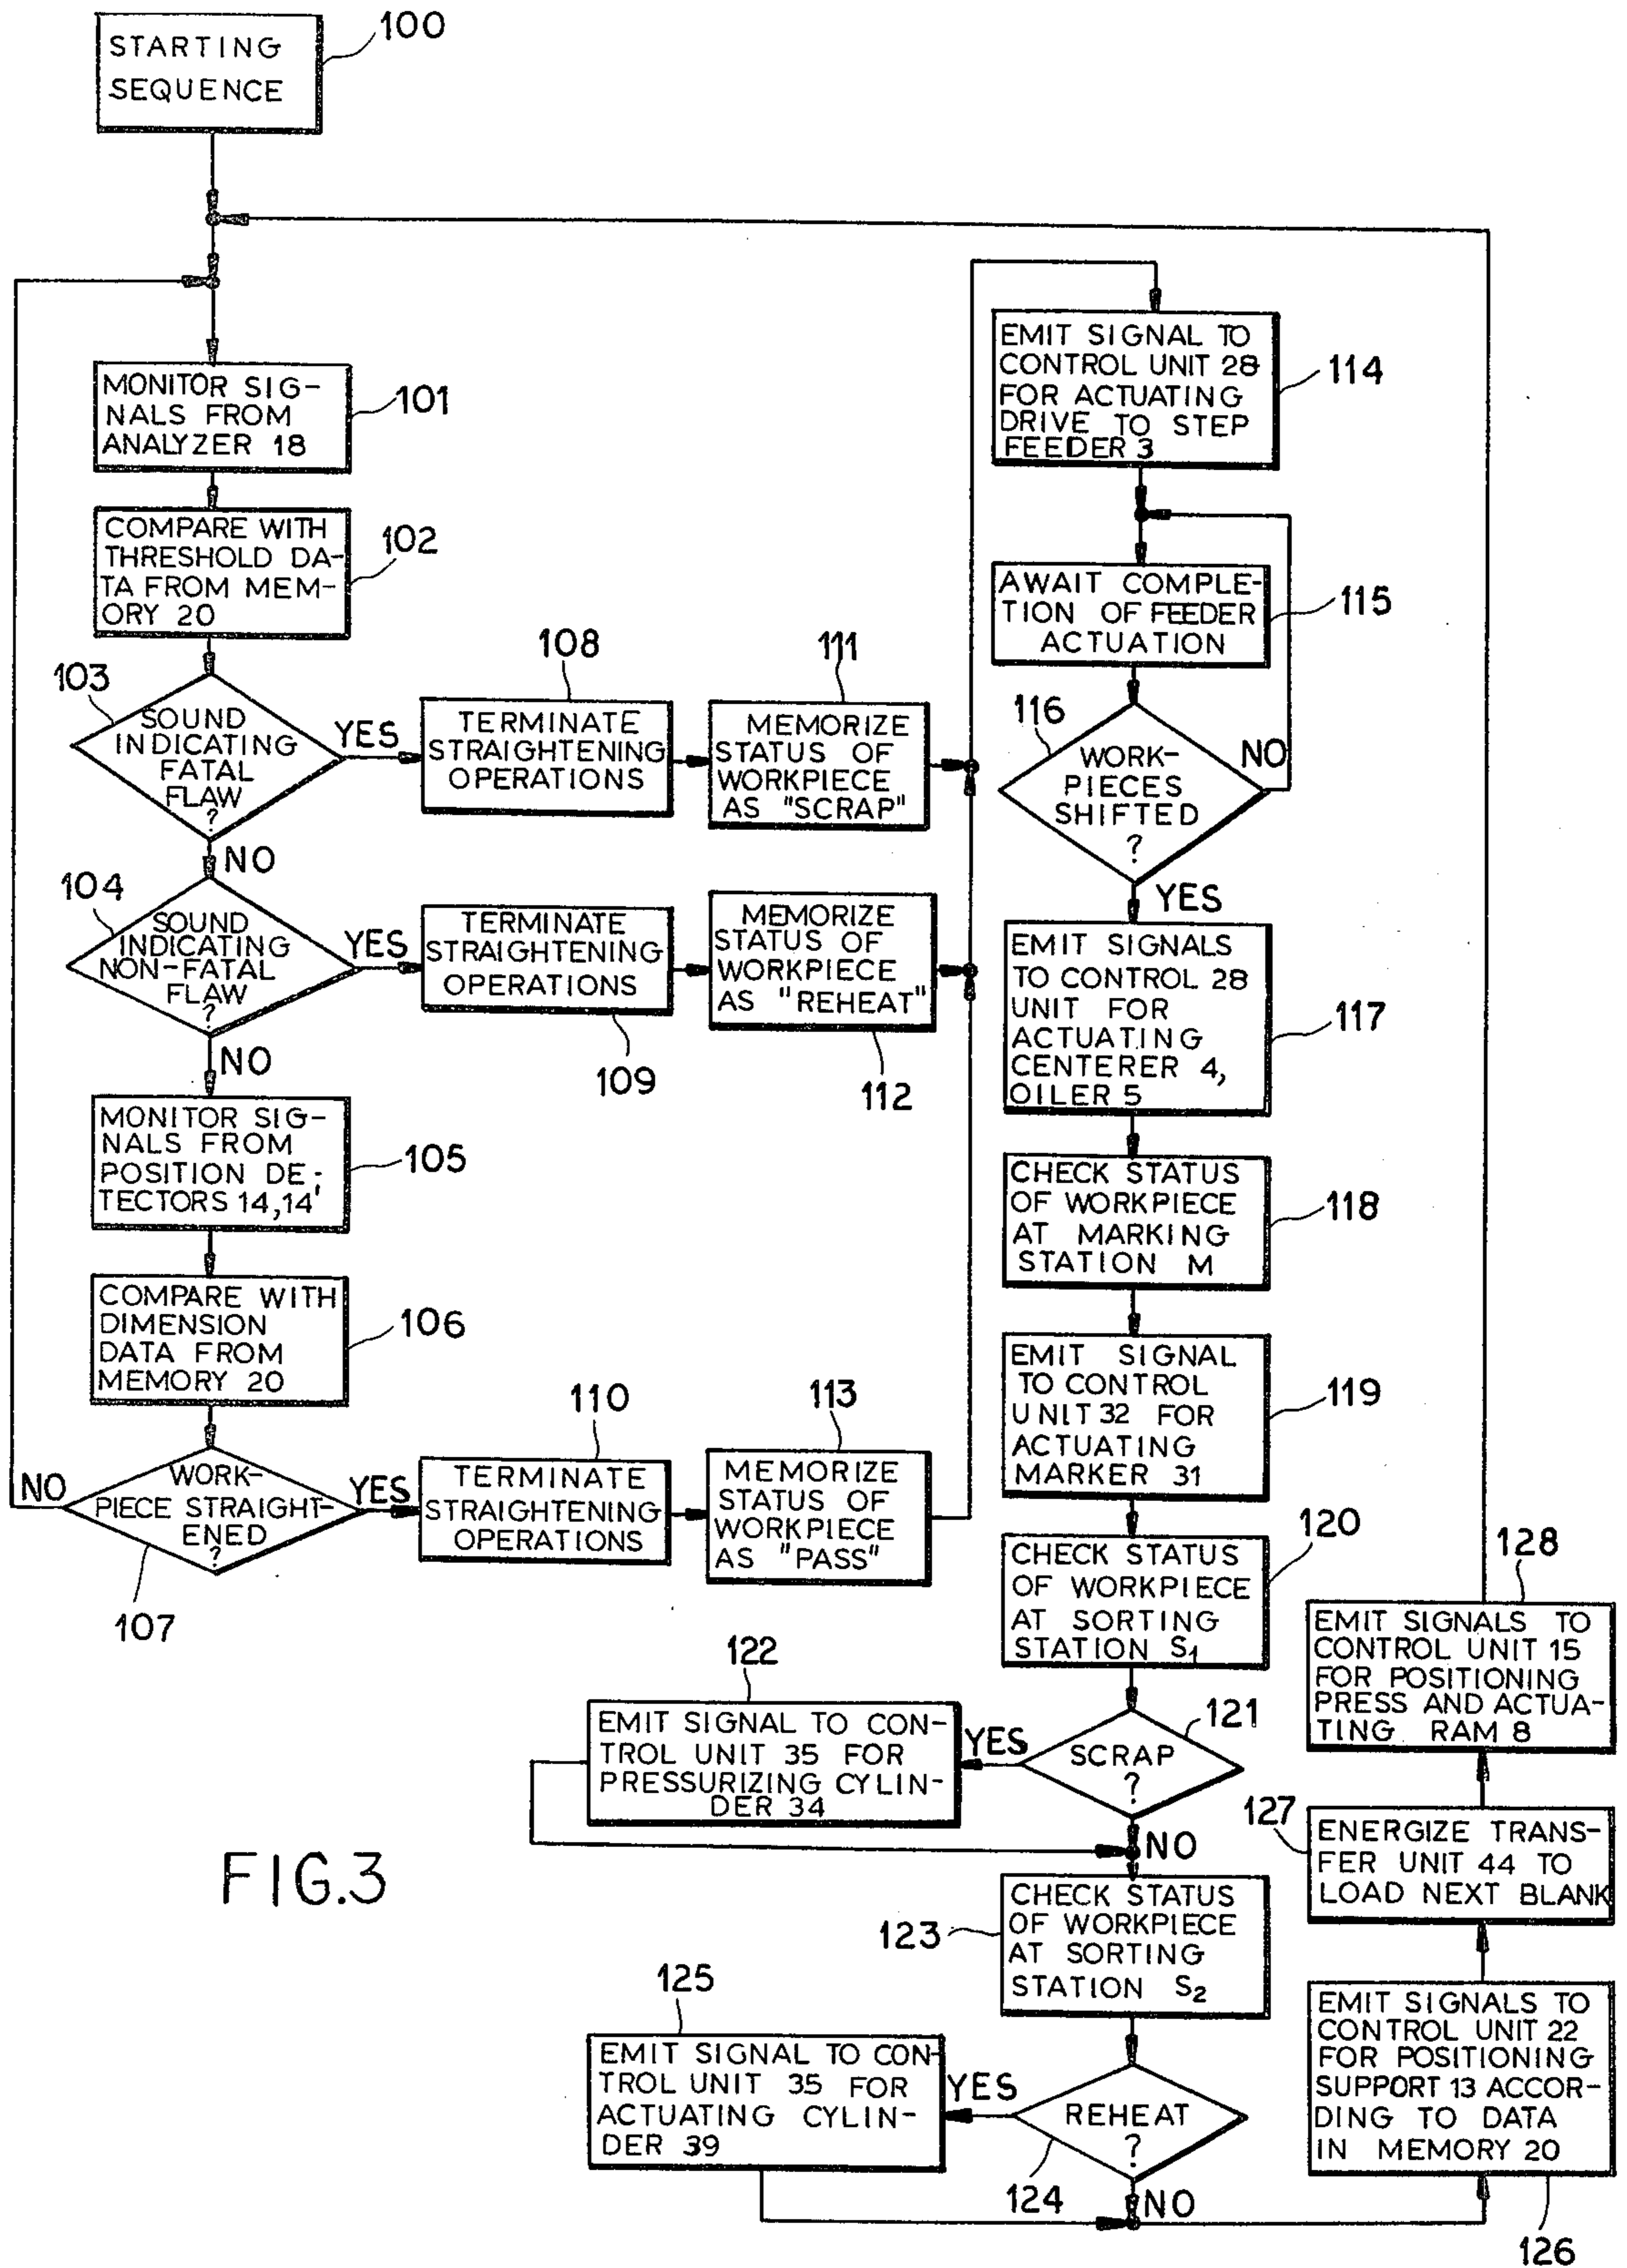 100
STARTING
SEQUENCE
MONITOR SIG-
NALS FROM
ANALYZER 18
101
COMPARE WITH
THRESHOLD DA-
TA FROM MEM-
ORY 20
102
103
SOUND
INDICATING
FATAL
FLAW
?
YES
NO
108
TERMINATE
STRAIGHTENING
OPERATIONS
111
MEMORIZE
STATUS OF
WORKPIECE
AS "SCRAP"
104
SOUND
INDICATING
NON-FATAL
FLAW
?
YES
NO
TERMINATE
STRAIGHTENING
OPERATIONS
109
MEMORIZE
STATUS OF
WORKPIECE
AS "REHEAT"
112
MONITOR SIG-
NALS FROM
POSITION DE-
TECTORS 14,14'
105
COMPARE WITH
DIMENSION
DATA FROM
MEMORY 20
106
WORK-
PIECE STRAIGHT-
ENED
?
NO
YES
107
110
TERMINATE
STRAIGHTENING
OPERATIONS
113
MEMORIZE
STATUS OF
WORKPIECE
AS "PASS"
EMIT SIGNAL TO
CONTROL UNIT 28
FOR ACTUATING
DRIVE TO STEP
FEEDER 3
114
AWAIT COMPLE-
TION OF FEEDER
ACTUATION
115
116
WORK-
PIECES
SHIFTED
?
NO
YES
EMIT SIGNALS
TO CONTROL 28
UNIT FOR
ACTUATING
CENTERER 4,
OILER 5
117
CHECK STATUS
OF WORKPIECE
AT MARKING
STATION M
118
EMIT SIGNAL
TO CONTROL
UNIT 32 FOR
ACTUATING
MARKER 31
119
CHECK STATUS
OF WORKPIECE
AT SORTING
STATION S1
120
SCRAP
?
121
YES
NO
122
EMIT SIGNAL TO CON-
TROL UNIT 35 FOR
PRESSURIZING CYLIN-
DER 34
CHECK STATUS
OF WORKPIECE
AT SORTING
STATION S2
123
REHEAT
?
124
YES
NO
125
EMIT SIGNAL TO CON-
TROL UNIT 35 FOR
ACTUATING CYLIN-
DER 39
EMIT SIGNALS TO
CONTROL UNIT 22
FOR POSITIONING
SUPPORT 13 ACCOR-
DING TO DATA
IN MEMORY 20
126
127
ENERGIZE TRANS-
FER UNIT 44 TO
LOAD NEXT BLANK
128
EMIT SIGNALS TO
CONTROL UNIT 15
FOR POSITIONING
PRESS AND ACTUA-
TING RAM 8
FIG.3